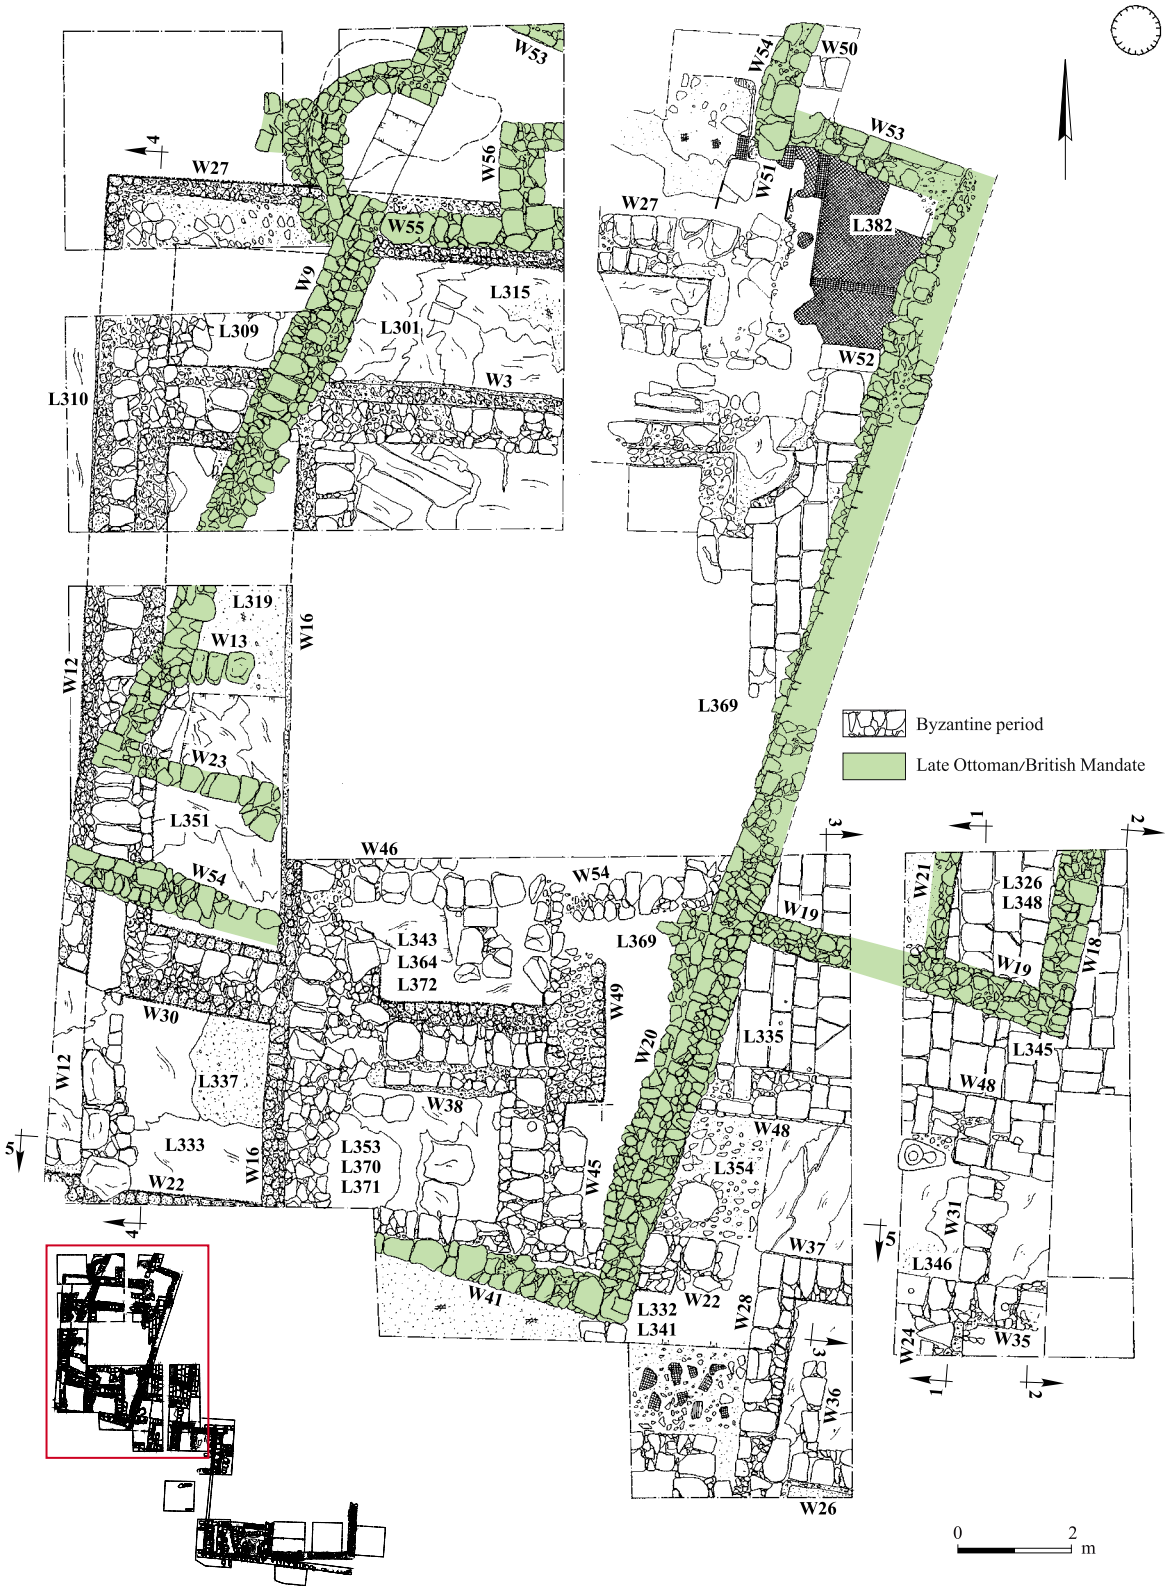 W53
W54
W50
W53
4
W27
W56
W51
W27
W55
L382
W9
L315
L309
L301
W52
W3
L310
L319
W13
W16
W12
L369
Byzantine period
W23
Late Ottoman/British Mandate
L351
1
2
3
W46
W54
W54
W21
L326
L348
W19
L369
L343
L364
L372
W19
W18
W49
W30
W20
L335
L345
W12
L337
W38
W48
W48
5
L333
W16
L353
L370
L371
W45
L354
W22
W31
5
W37
L346
4
W41
W22
L332
L341
W28
3
W24
W35
W36
1
2
W26
0 2
m